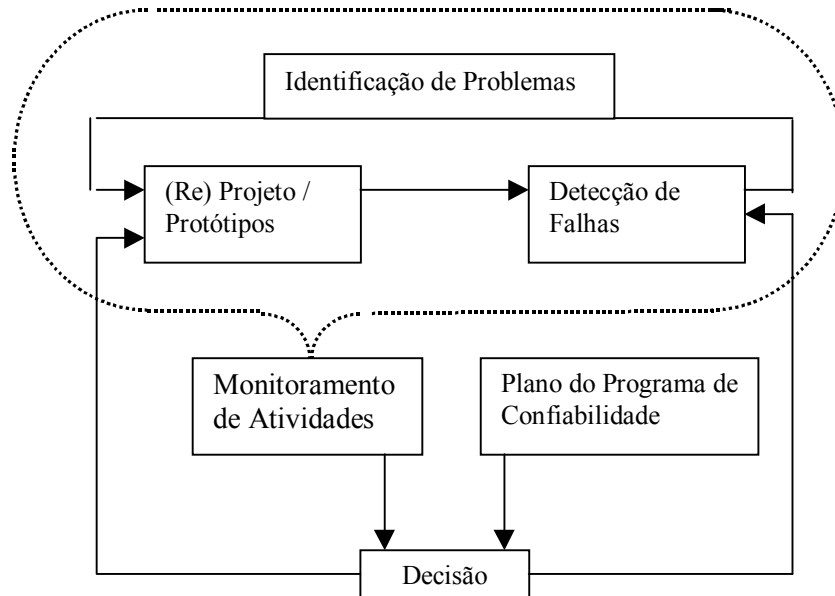 Identificação de Problemas
(Re) Projeto /
Protótipos
Detecção de
Falhas
Monitoramento
de Atividades
Plano do Programa de
Confiabilidade
Decisão